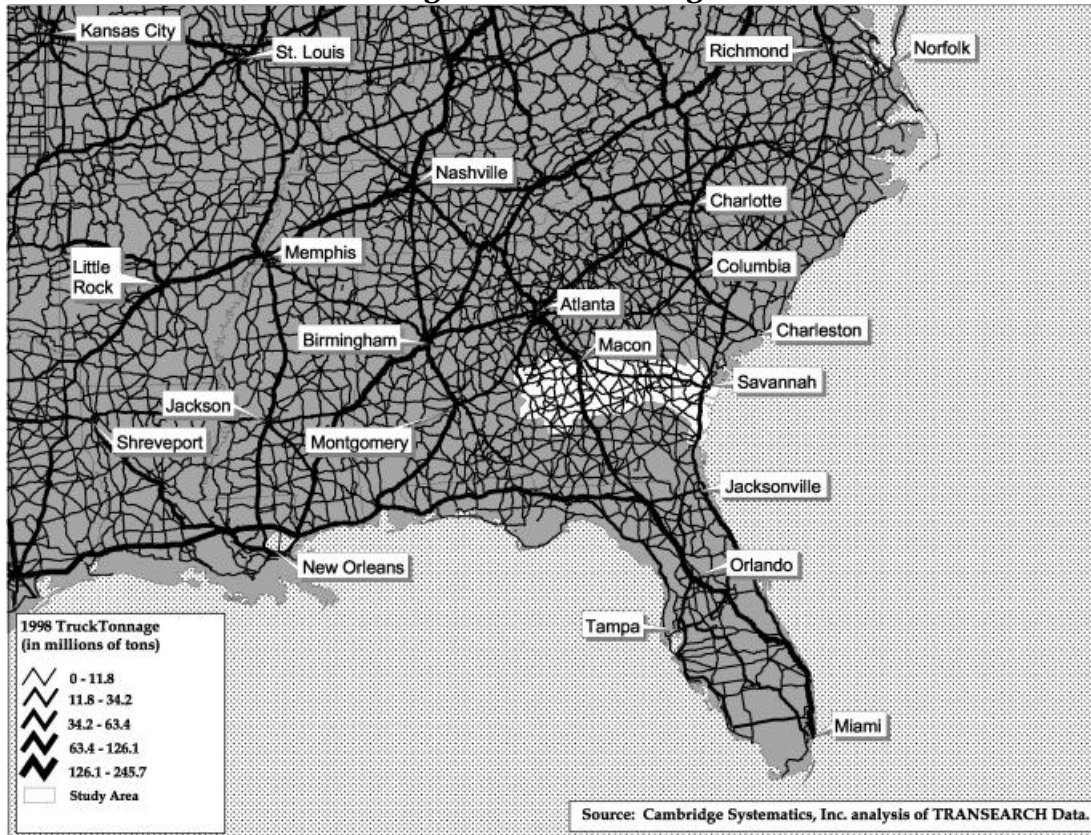 Kansas City
St. Louis
Richmond
Norfolk
Nashville
Charlotte
Memphis
Little
Rock
Columbia
Atlanta
Birmingham
Charleston
Macon
Savannah
Jackson
Shreveport
Montgomery
Jacksonville
New Orleans
Orlando
Tampa
Miami
1998 TruckTonnage
(in millions of tons)
0 - 11.8
11.8 - 34.2
34.2 - 63.4
63.4 - 126.1
126.1 - 245.7
Study Area
Source: Cambridge Systematics, Inc. analysis of TRANSEARCH Data.